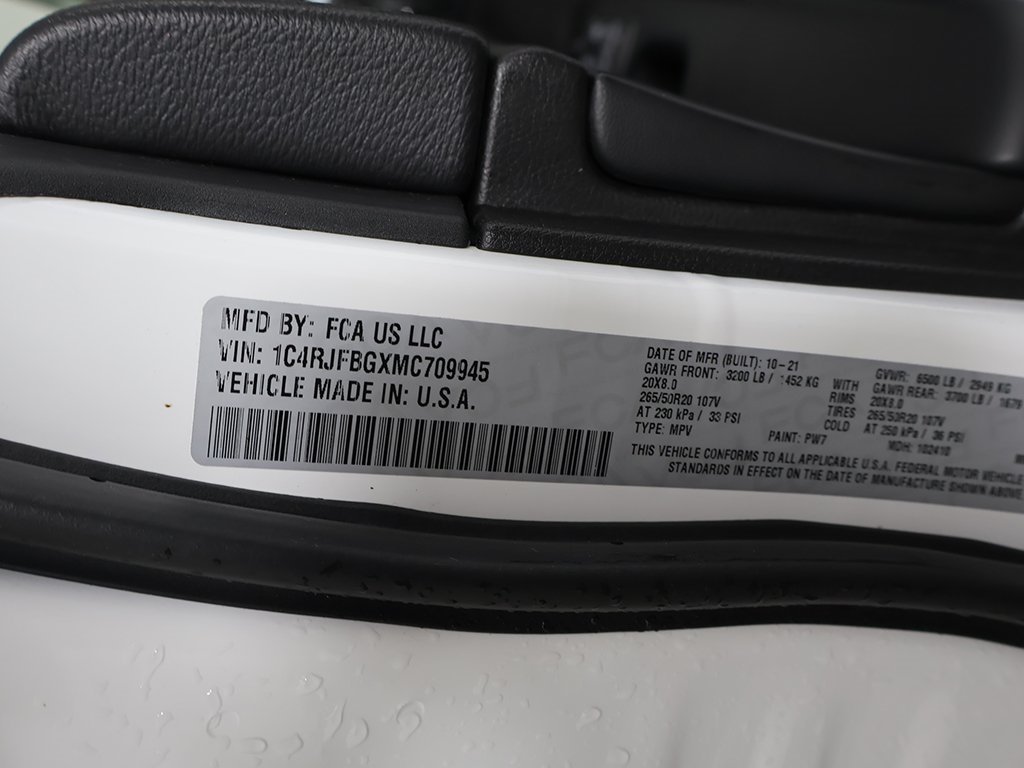 MFD BY: FCA US LLC
VIN: 1C4RJFBGXMC709945
VEHICLE MADE IN: U.S.A.
DATE OF MFR (BUILT): 10-21
GAWR FRONT: 3200 LB / 1452 KG WITH
20X8.0 RIMS
265/50R20 107V TIRES
AT 230 kPa / 33 PSI COLD
TYPE: MPV PAINT: PW7
GVWR: 6500 LB / 2949 KG
GAWR REAR: 3700 LB / 1679
20X8.0
265/50R20 107V
AT 250 kPa / 36 PSI
MDH: 102410
THIS VEHICLE CONFORMS TO ALL APPLICABLE U.S.A. FEDERAL MOTOR VEHICLE
STANDARDS IN EFFECT ON THE DATE OF MANUFACTURE SHOWN ABOVE